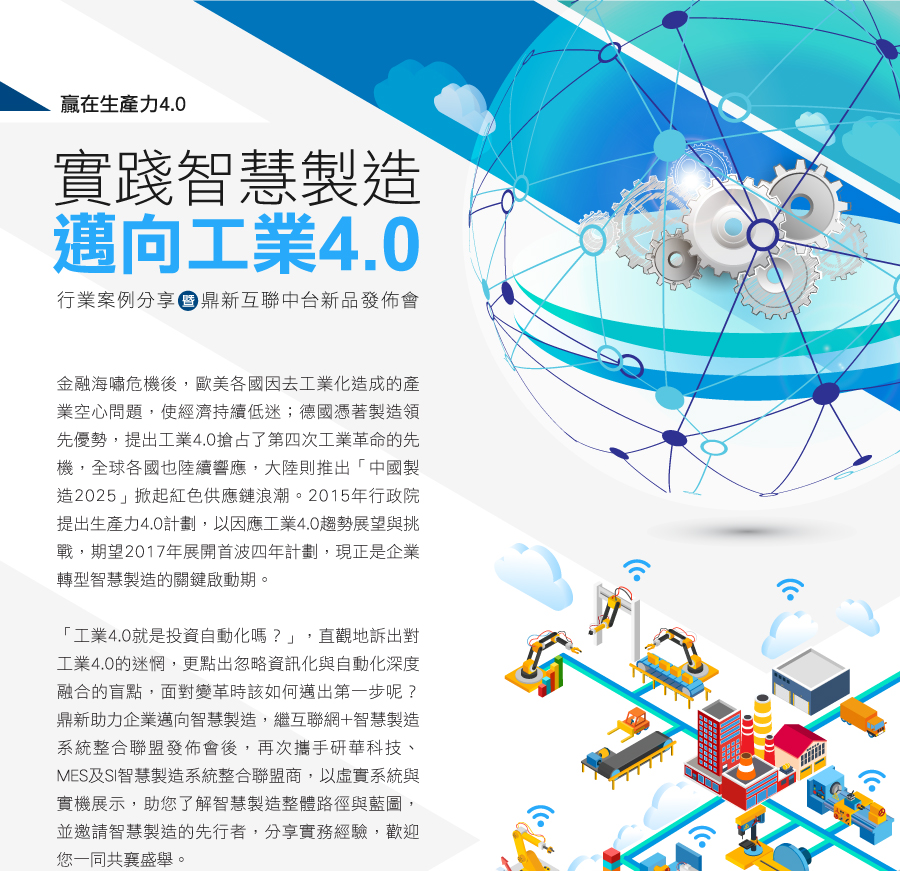 贏在生產力4.0
實踐智慧製造
邁向工業4.0
行業案例分享暨鼎新互聯中台新品發佈會
金融海嘯危機後，歐美各國因去工業化造成的產
業空心問題，使經濟持續低迷；德國憑著製造領
先優勢，提出工業4.0搶占了第四次工業革命的先
機，全球各國也陸續響應，大陸則推出「中國製
造2025」掀起紅色供應鏈浪潮。2015年行政院
提出生產力4.0計劃，以因應工業4.0趨勢展望與挑
戰，期望2017年展開首波四年計劃，現正是企業
轉型智慧製造的關鍵啟動期。
「工業4.0就是投資自動化嗎？」，直觀地訴出對
工業4.0的迷惘，更點出忽略資訊化與自動化深度
融合的盲點，面對變革時該如何邁出第一步呢？
鼎新助力企業邁向智慧製造，繼互聯網+智慧製造
系統整合聯盟發佈會後，再次攜手研華科技、
MES及SI智慧製造系統整合聯盟商，以虛實系統與
實機展示，助您了解智慧製造整體路徑與藍圖，
並邀請智慧製造的先行者，分享實務經驗，歡迎
您一同共襄盛舉。